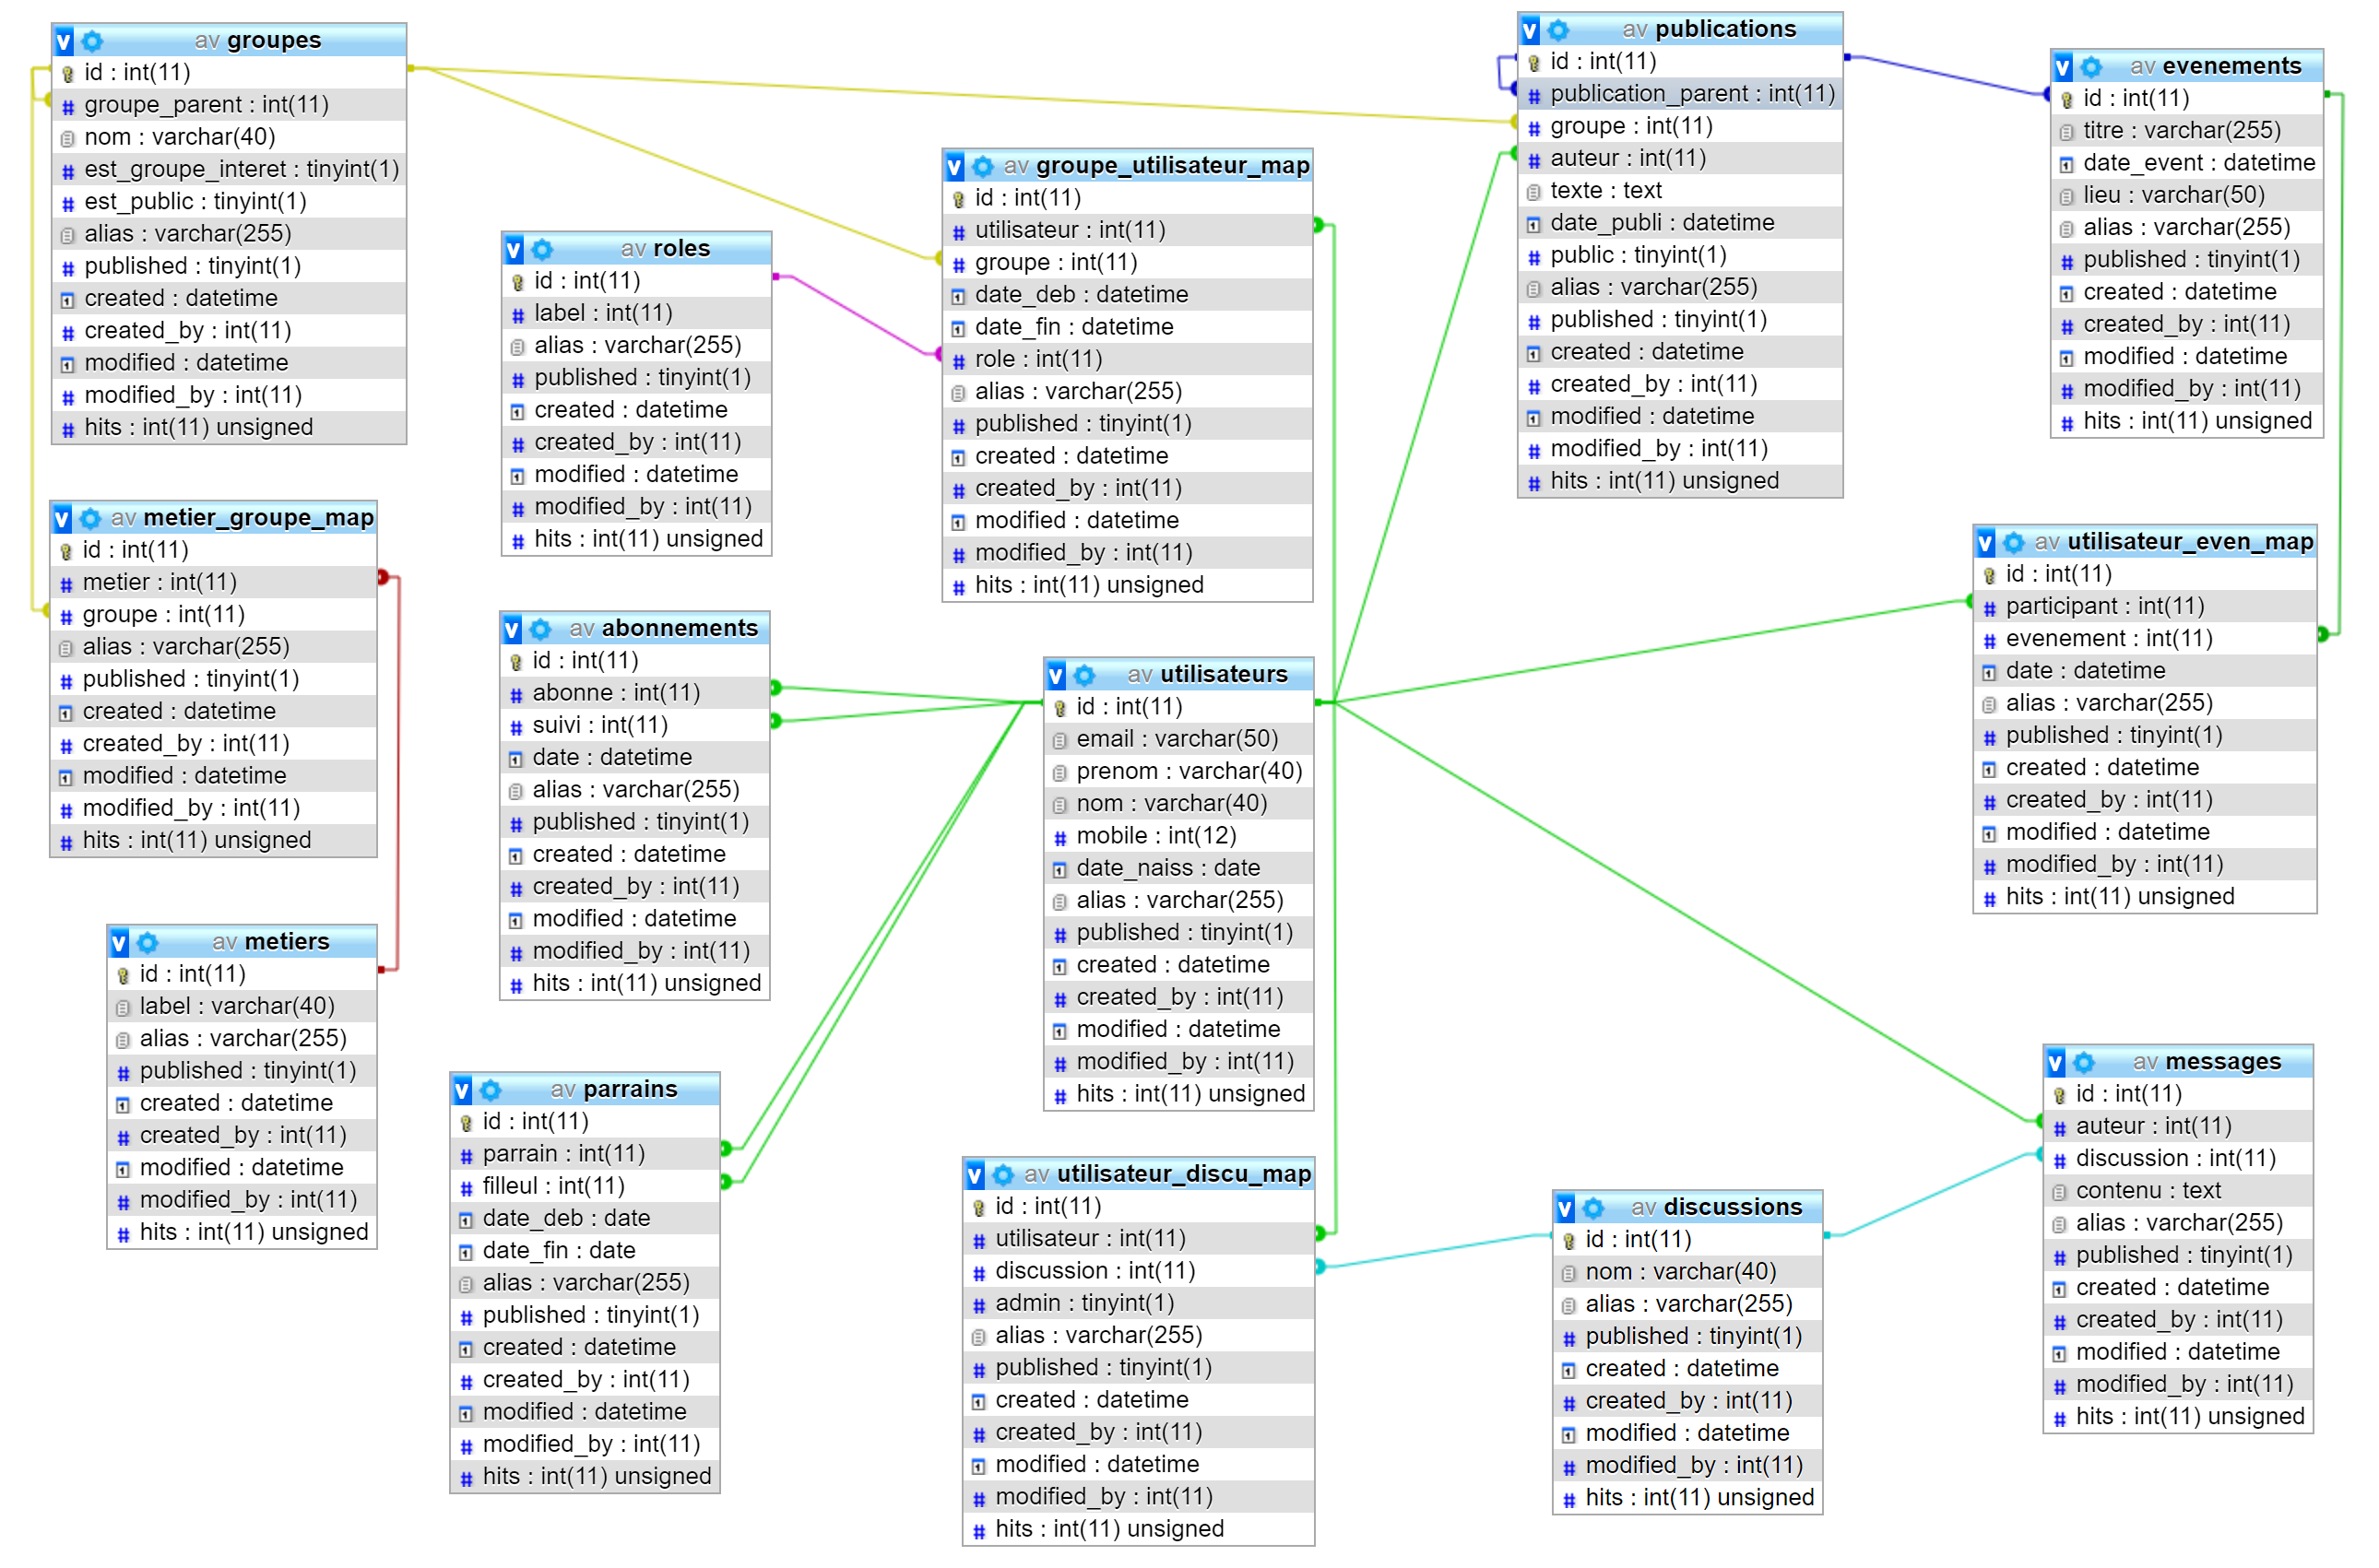 av groupes
id : int(11)
groupe_parent : int(11)
nom : varchar(40)
est_groupe_interet : tinyint(1)
est_public : tinyint(1)
alias : varchar(255)
published : tinyint(1)
created : datetime
created_by : int(11)
modified : datetime
modified_by : int(11)
hits : int(11) unsigned
av metier_groupe_map
id : int(11)
metier : int(11)
groupe : int(11)
alias : varchar(255)
published : tinyint(1)
created : datetime
created_by : int(11)
modified : datetime
modified_by : int(11)
hits : int(11) unsigned
av metiers
id : int(11)
label : varchar(40)
alias : varchar(255)
published : tinyint(1)
created : datetime
created_by : int(11)
modified : datetime
modified_by : int(11)
hits : int(11) unsigned
av roles
id : int(11)
label : int(11)
alias : varchar(255)
published : tinyint(1)
created : datetime
created_by : int(11)
modified : datetime
modified_by : int(11)
hits : int(11) unsigned
av abonnements
id : int(11)
abonne : int(11)
suivi : int(11)
date : datetime
alias : varchar(255)
published : tinyint(1)
created : datetime
created_by : int(11)
modified : datetime
modified_by : int(11)
hits : int(11) unsigned
av parrains
id : int(11)
parrain : int(11)
filleul : int(11)
date_deb : date
date_fin : date
alias : varchar(255)
published : tinyint(1)
created : datetime
created_by : int(11)
modified : datetime
modified_by : int(11)
hits : int(11) unsigned
av groupe_utilisateur_map
id : int(11)
utilisateur : int(11)
groupe : int(11)
date_deb : datetime
date_fin : datetime
role : int(11)
alias : varchar(255)
published : tinyint(1)
created : datetime
created_by : int(11)
modified : datetime
modified_by : int(11)
hits : int(11) unsigned
av utilisateurs
id : int(11)
email : varchar(50)
prenom : varchar(40)
nom : varchar(40)
mobile : int(12)
date_naiss : date
alias : varchar(255)
published : tinyint(1)
created : datetime
created_by : int(11)
modified : datetime
modified_by : int(11)
hits : int(11) unsigned
av utilisateur_discu_map
id : int(11)
utilisateur : int(11)
discussion : int(11)
admin : tinyint(1)
alias : varchar(255)
published : tinyint(1)
created : datetime
created_by : int(11)
modified : datetime
modified_by : int(11)
hits : int(11) unsigned
av publications
id : int(11)
publication_parent : int(11)
groupe : int(11)
auteur : int(11)
texte : text
date_publi : datetime
public : tinyint(1)
alias : varchar(255)
published : tinyint(1)
created : datetime
created_by : int(11)
modified : datetime
modified_by : int(11)
hits : int(11) unsigned
av discussions
id : int(11)
nom : varchar(40)
alias : varchar(255)
published : tinyint(1)
created : datetime
created_by : int(11)
modified : datetime
modified_by : int(11)
hits : int(11) unsigned
av evenements
id : int(11)
titre : varchar(255)
date_event : datetime
lieu : varchar(50)
alias : varchar(255)
published : tinyint(1)
created : datetime
created_by : int(11)
modified : datetime
modified_by : int(11)
hits : int(11) unsigned
av utilisateur_even_map
id : int(11)
participant : int(11)
evenement : int(11)
date : datetime
alias : varchar(255)
published : tinyint(1)
created : datetime
created_by : int(11)
modified : datetime
modified_by : int(11)
hits : int(11) unsigned
av messages
id : int(11)
auteur : int(11)
discussion : int(11)
contenu : text
alias : varchar(255)
published : tinyint(1)
created : datetime
created_by : int(11)
modified : datetime
modified_by : int(11)
hits : int(11) unsigned